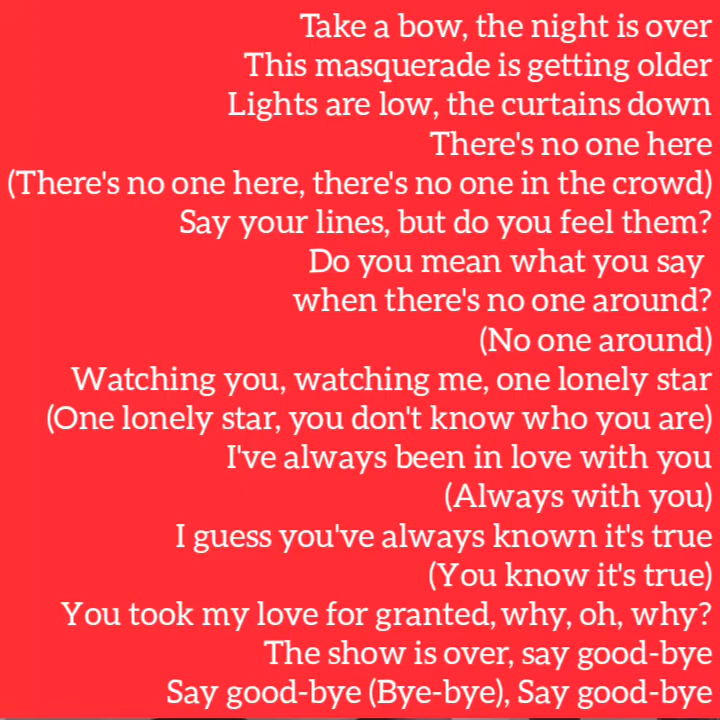 Take a bow, the night is over
This masquerade is getting older
Lights are low, the curtains down
There's no one here
(There's no one here, there's no one in the crowd)
Say your lines, but do you feel them?
Do you mean what you say
when there's no one around?
(No one around)
Watching you, watching me, one lonely star
(One lonely star, you don't know who you are)
I've always been in love with you
(Always with you)
I guess you've always known it's true
(You know it's true)
You took my love for granted, why, oh, why?
The show is over, say good-bye
Say good-bye (Bye-bye), Say good-bye